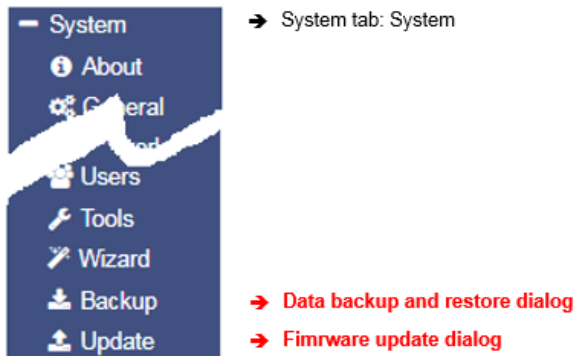 System → System tab: System
About
General
Users
Tools
Wizard
Backup → Data backup and restore dialog
Update → Fimrware update dialog